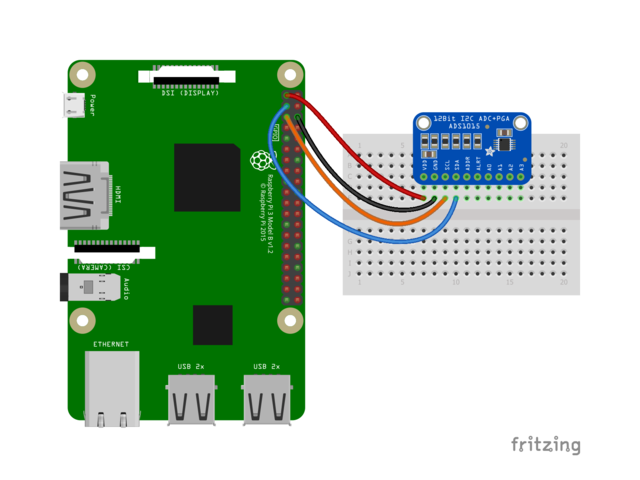 Power
DSI (DISPLAY)
HDMI
GPIO
Raspberry Pi 3 Model B v1.2
© Raspberry Pi 2015
CSI (CAMERA)
Audio
ETHERNET
USB 2x
USB 2x
12Bit I2C ADC+PGA
ADS1015
VDD
GND
SCL
SDA
ADDR
ALRT
A0
A1
A2
A3
1
20
J
1
5
10
15
20
fritzing